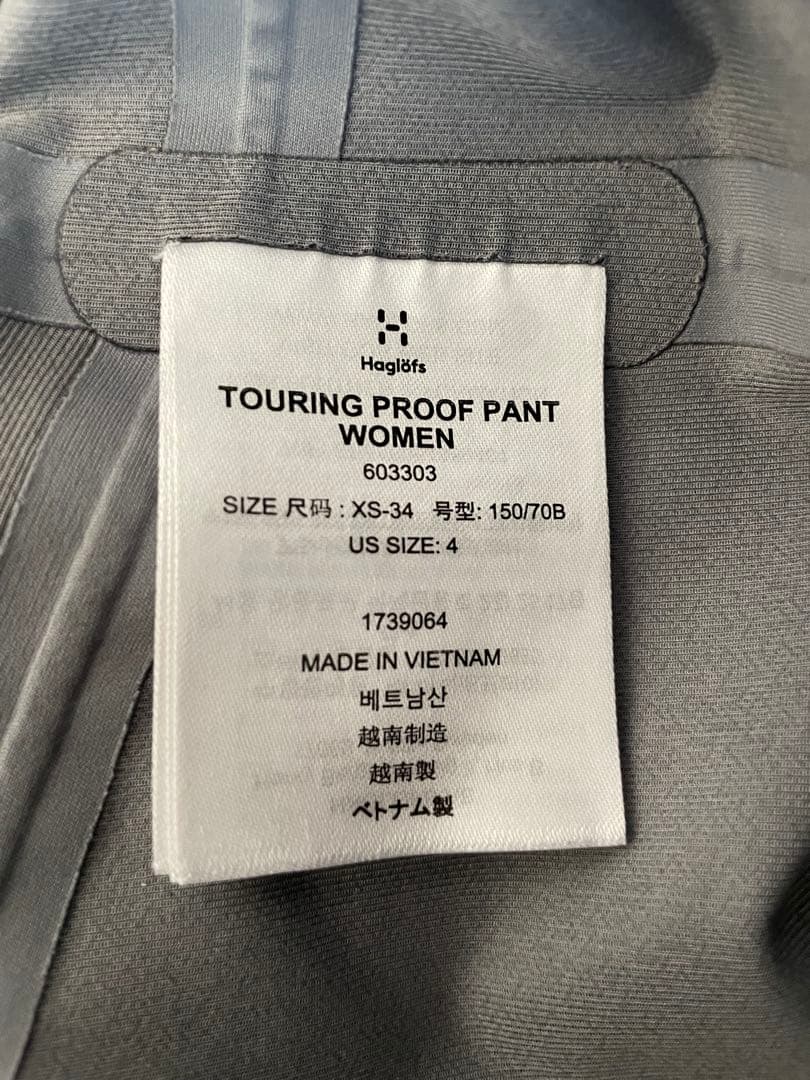 Haglöfs
TOURING PROOF PANT
WOMEN
603303
SIZE 尺码 : XS-34 号型: 150/70B
US SIZE: 4
1739064
MADE IN VIETNAM
베트남산
越南制造
越南製
ベトナム製